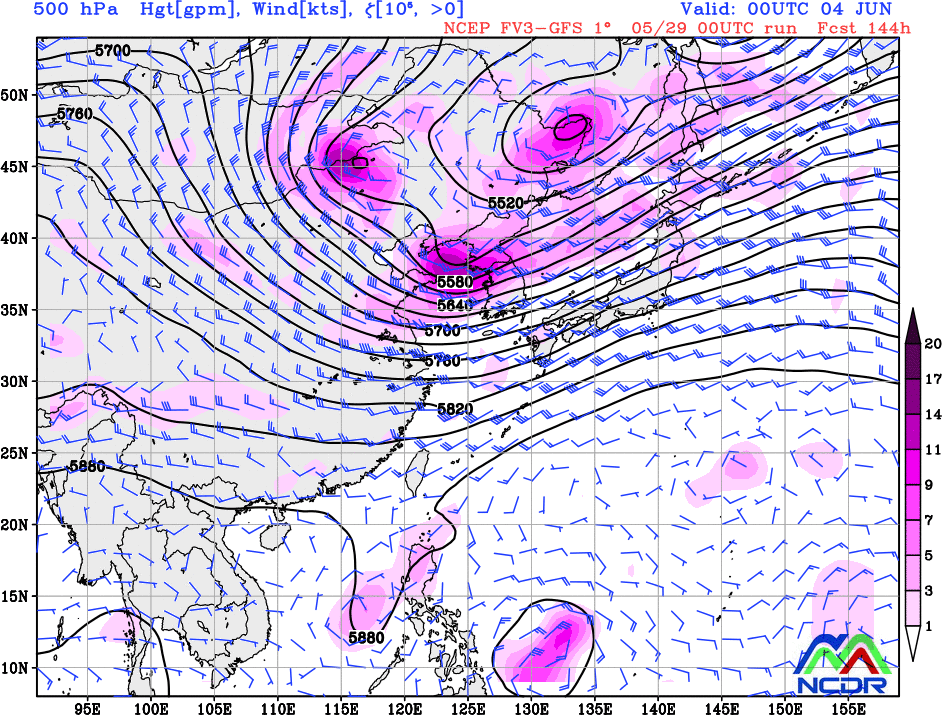 500 hPa Hgt[gpm], Wind[kts], ζ[10⁵, >0] Valid: 00UTC 04 JUN
NCEP FV3-GFS 1° 05/29 00UTC run Fcst 144h
50N
45N
40N
35N
30N
25N
20N
15N
10N
95E 100E 105E 110E 115E 120E 125E 130E 135E 140E 145E 150E 155E
5700
5760
5520
5580
5640
5700
5760
5820
5880
5880
20
17
14
11
9
7
5
3
1
NCDR